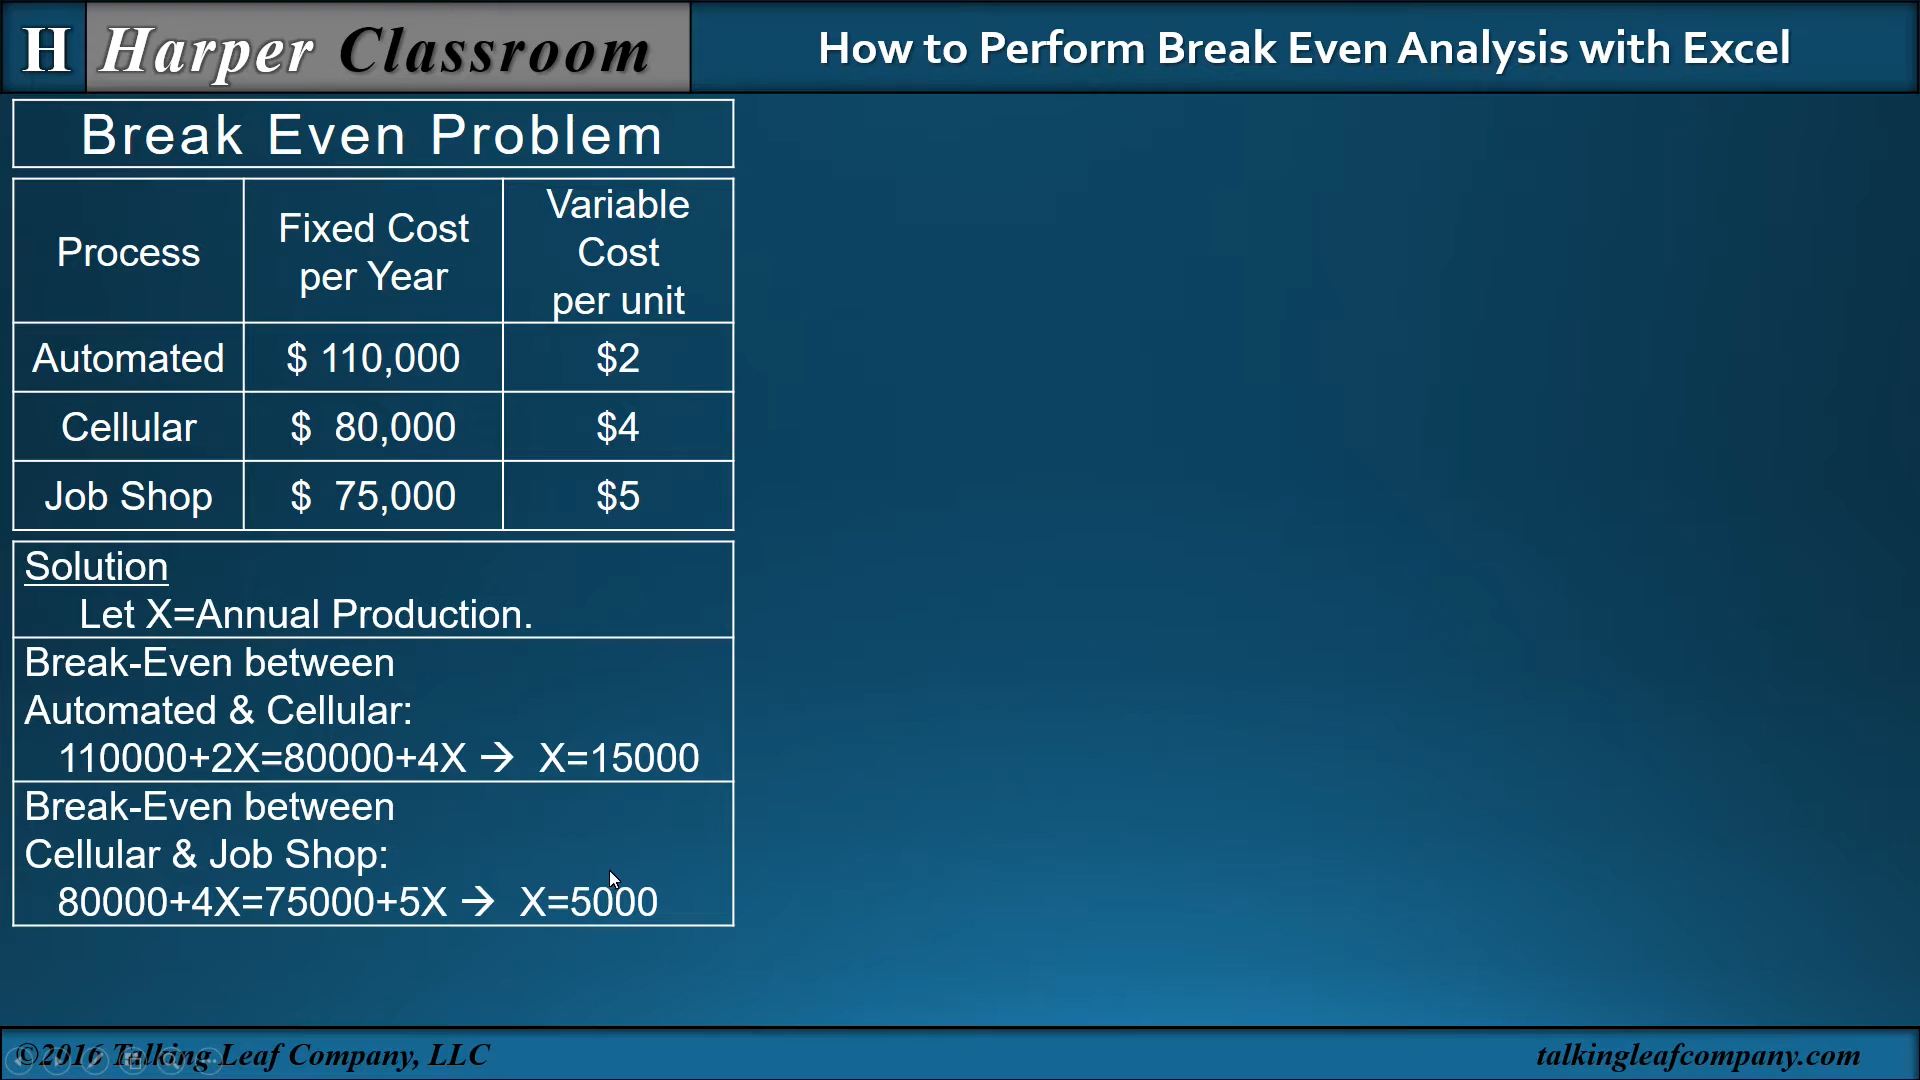 H Harper Classroom How to Perform Break Even Analysis with Excel
Break Even Problem
Process Fixed Cost per Year Variable Cost per unit
Automated $ 110,000 $2
Cellular $ 80,000 $4
Job Shop $ 75,000 $5
Solution
Let X=Annual Production.
Break-Even between
Automated & Cellular:
110000+2X=80000+4X → X=15000
Break-Even between
Cellular & Job Shop:
80000+4X=75000+5X → X=5000
©2016 Talking Leaf Company, LLC talkingleafcompany.com